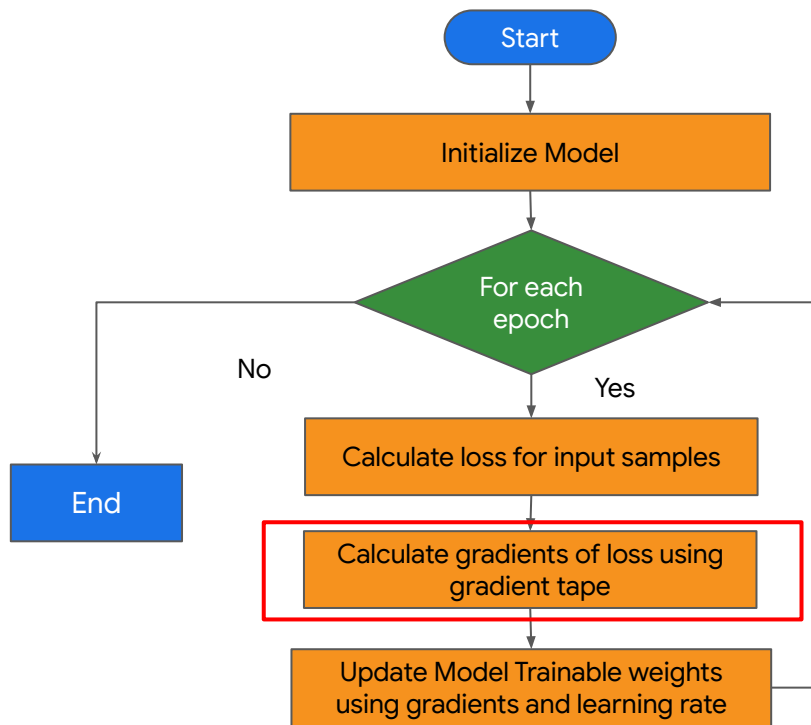 Start
Initialize Model
For each
epoch
No
Yes
Calculate loss for input samples
End
Calculate gradients of loss using
gradient tape
Update Model Trainable weights
using gradients and learning rate